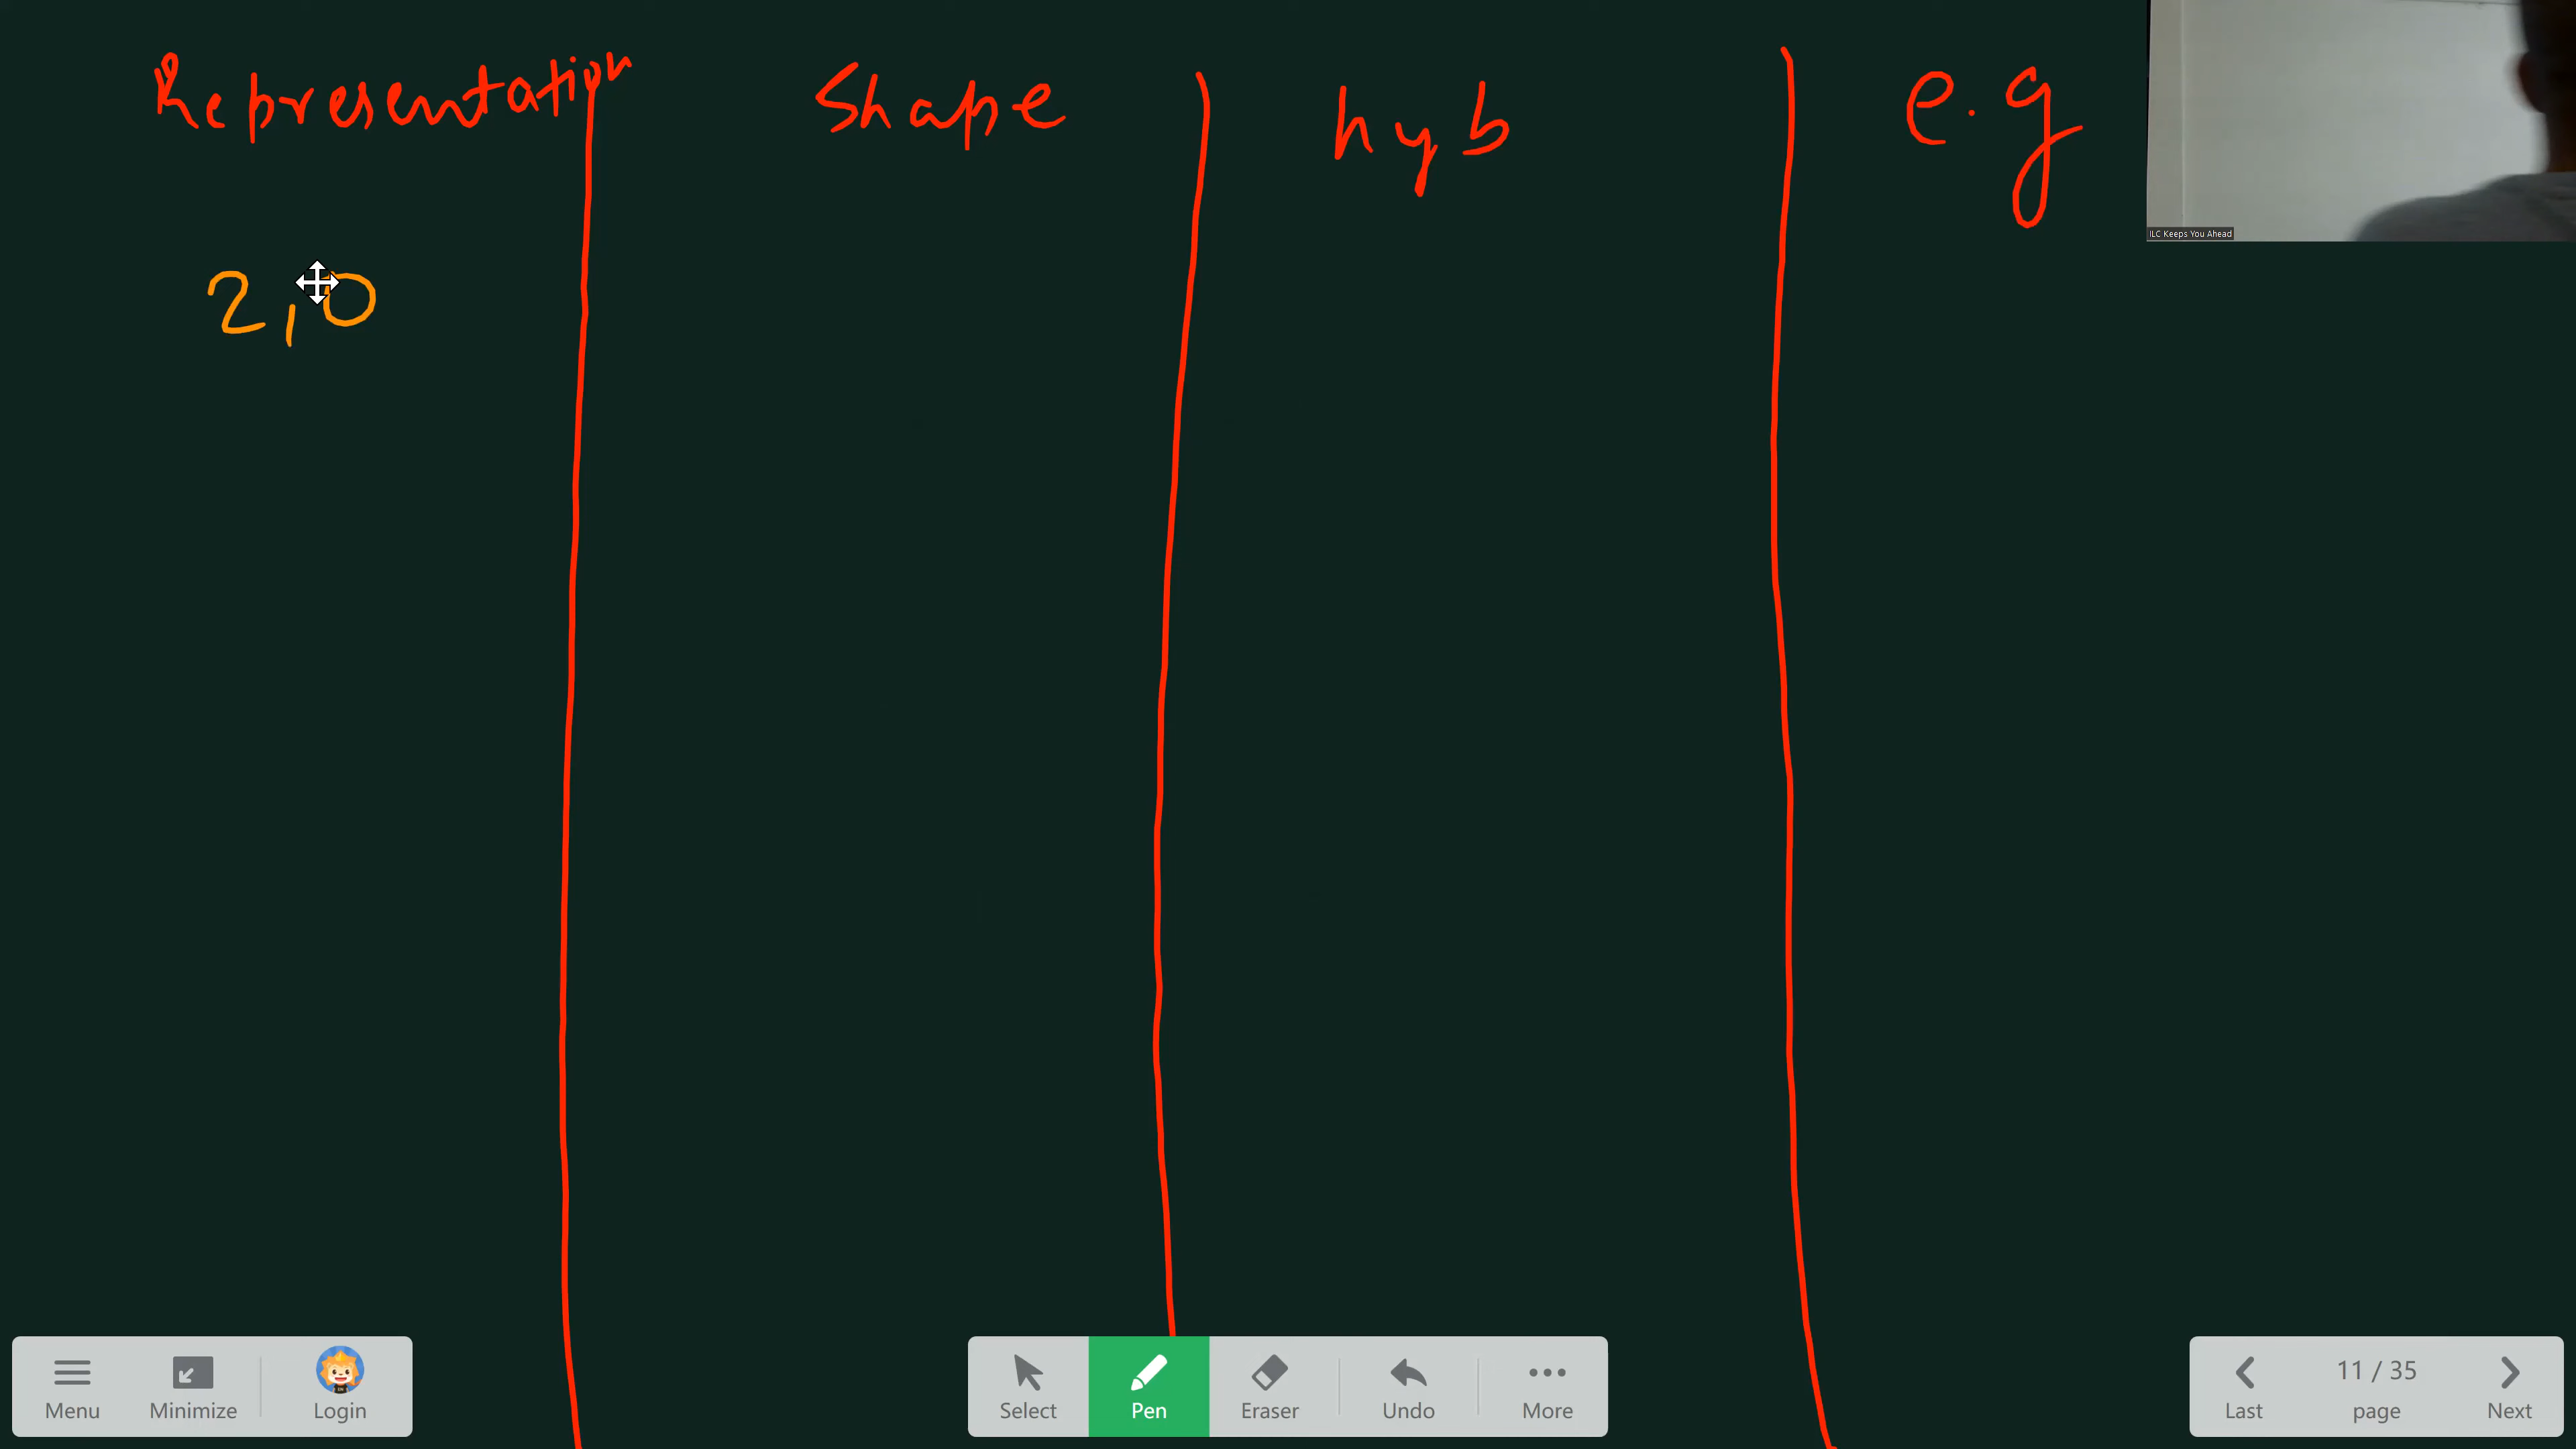 Representation Shape hyb e.g
ILC Keeps You Ahead
2,0
Menu Minimize Login Select Pen Eraser Undo More Last 11 / 35 page Next